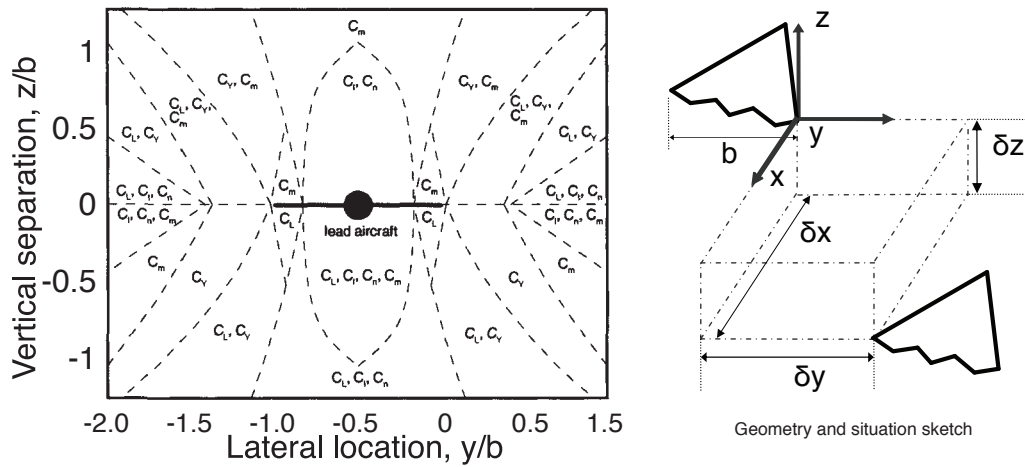 Vertical separation, z/b
1
0.5
0
-0.5
-1
C_m
C_l, C_n
C_Y, C_m
C_Y, C_m
C_L, C_Y,
C_m
C_L, C_Y,
C_m
C_L, C_Y
C_L, C_Y
C_L, C_l, C_n
C_l, C_n, C_m
C_m
C_m
C_L, C_l, C_n
C_l, C_n, C_m
C_L
C_L
lead aircraft
C_m
C_Y
C_L, C_l, C_n, C_m
C_Y
C_m
C_L, C_Y
C_L, C_Y
C_L, C_l, C_n
-2.0 -1.5 -1.0 -0.5 0 0.5 1.5
Lateral location, y/b
z
y
b
x
δz
δx
δy
Geometry and situation sketch